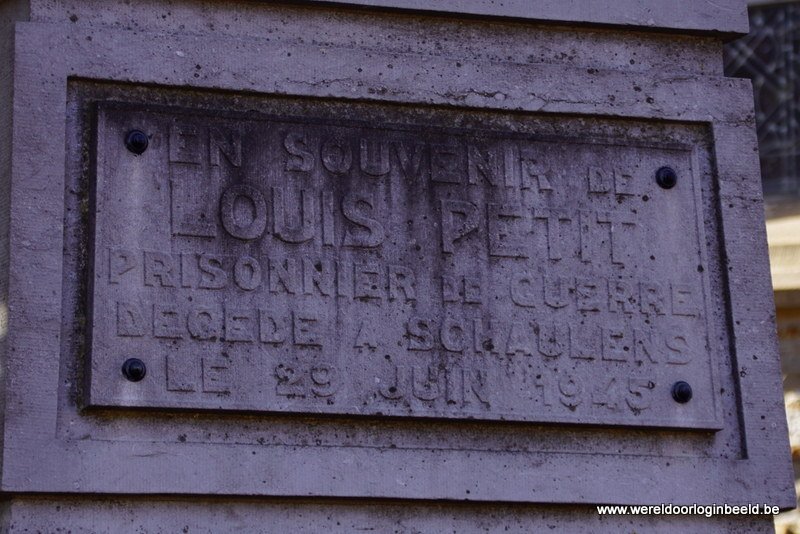 EN SOUVENIR DE
LOUIS PETIT
PRISONNIER DE GUERRE
DECEDE A SCHAULENS
LE 29 JUIN 1945
www.wereldoorloginbeeld.be